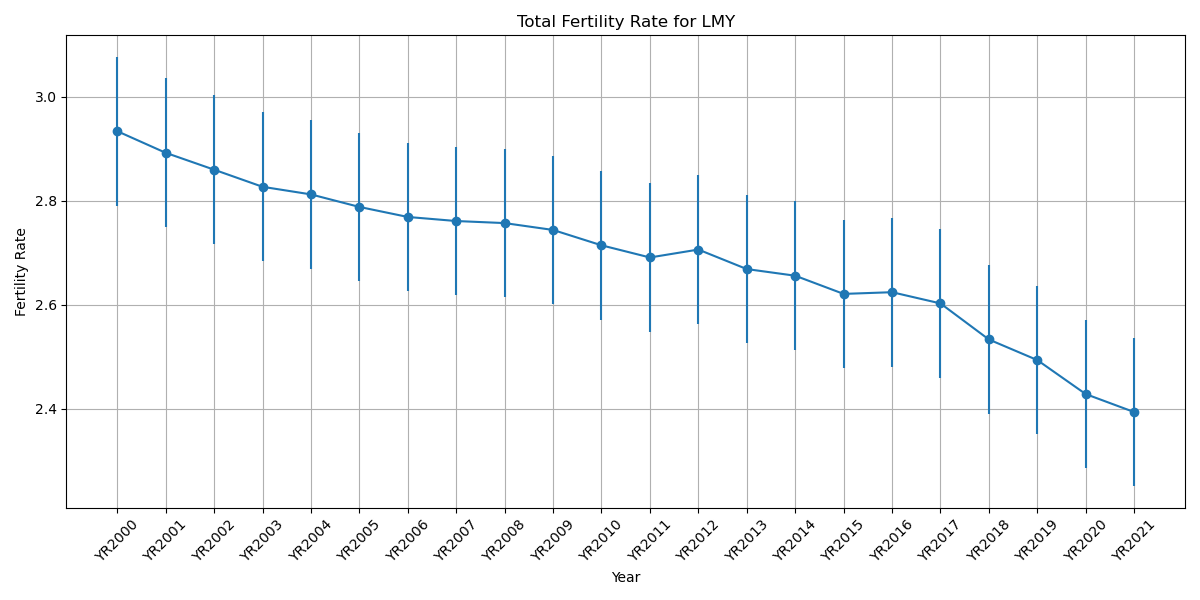 Total Fertility Rate for LMY
Fertility Rate
3.0
2.8
2.6
2.4
YR2000
YR2001
YR2002
YR2003
YR2004
YR2005
YR2006
YR2007
YR2008
YR2009
YR2010
YR2011
YR2012
YR2013
YR2014
YR2015
YR2016
YR2017
YR2018
YR2019
YR2020
YR2021
Year